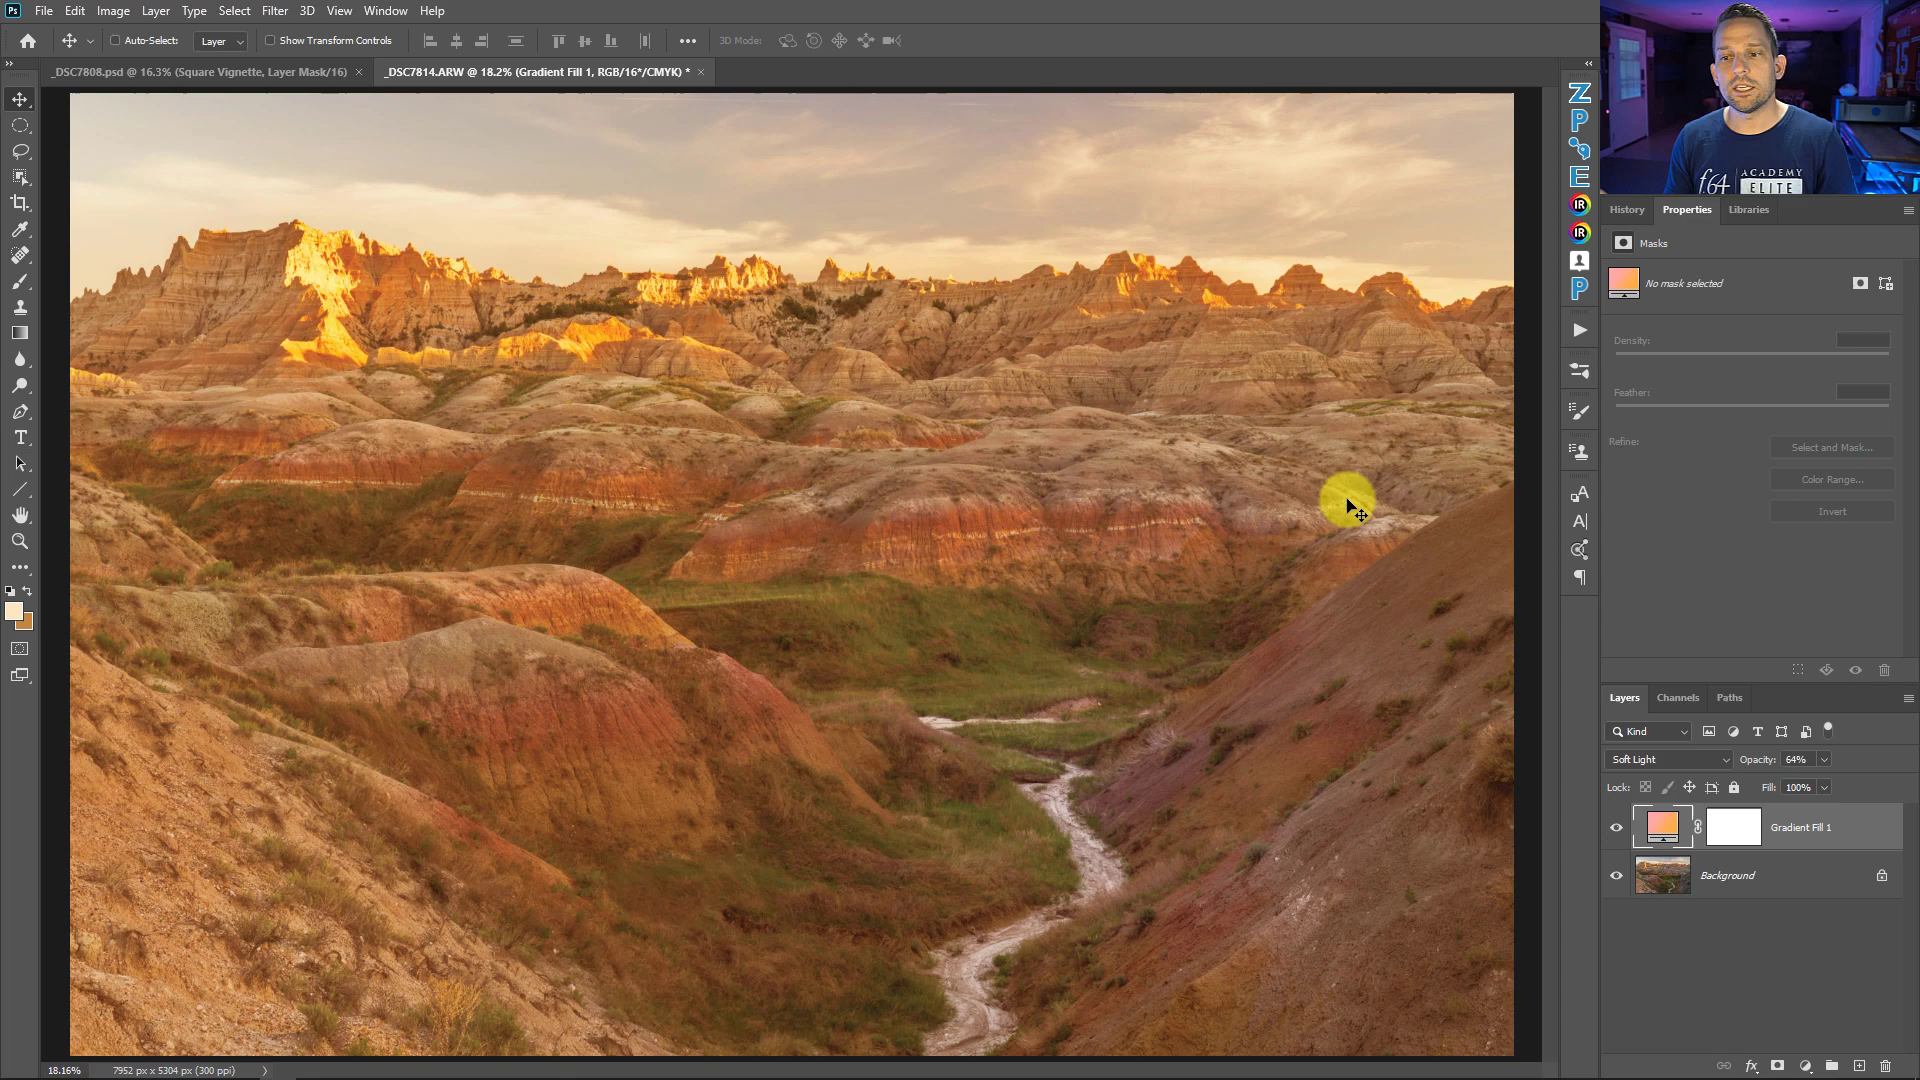 Ps File Edit Image Layer Type Select Filter 3D View Window Help
Auto-Select: Layer Show Transform Controls 3D Mode:
_DSC7808.psd @ 16.3% (Square Vignette, Layer Mask/16) × _DSC7814.ARW @ 18.2% (Gradient Fill 1, RGB/16*/CMYK) * ×
Z
P
E
IR
IR
P
f.64 ACADEMY
ELITE
History Properties Libraries
Masks
No mask selected
Density:
Feather:
Refine:
Select and Mask...
Color Range...
Invert
Layers Channels Paths
Kind
Soft Light Opacity: 64%
Lock: Fill: 100%
Gradient Fill 1
Background
18.16% 7952 px x 5304 px (300 ppi)